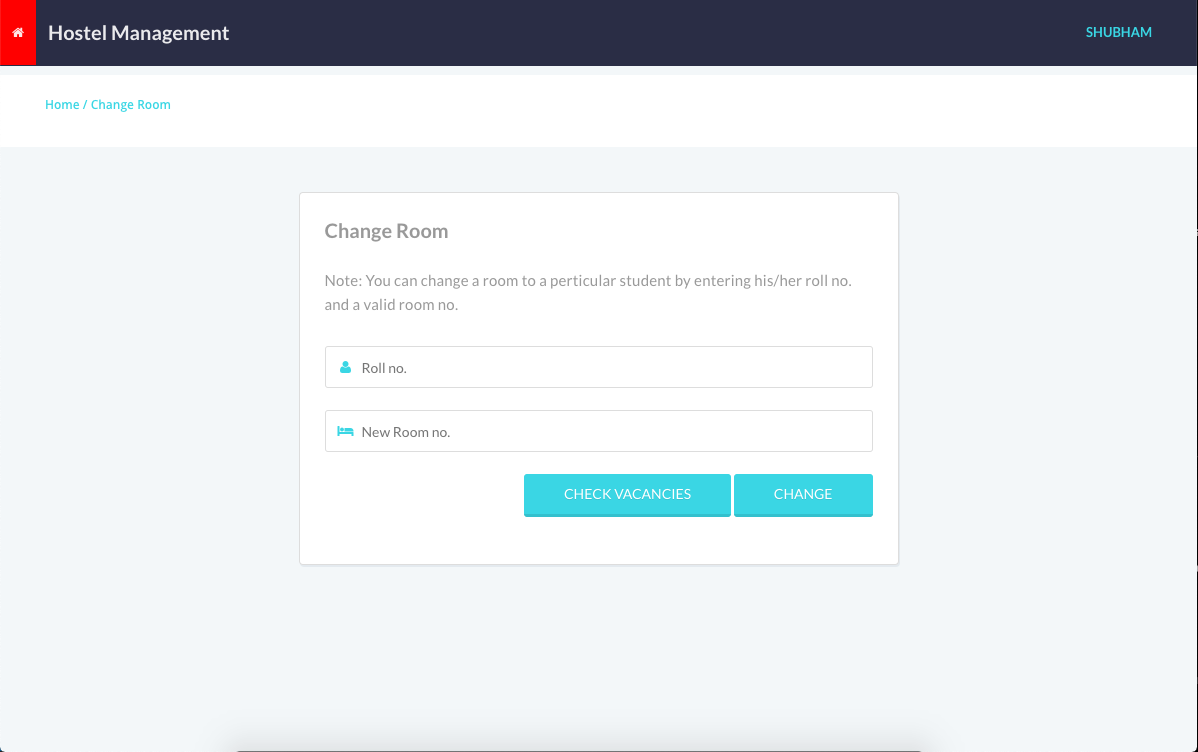 Hostel Management
SHUBHAM
Home / Change Room
Change Room
Note: You can change a room to a perticular student by entering his/her roll no.
and a valid room no.
Roll no.
New Room no.
CHECK VACANCIES
CHANGE